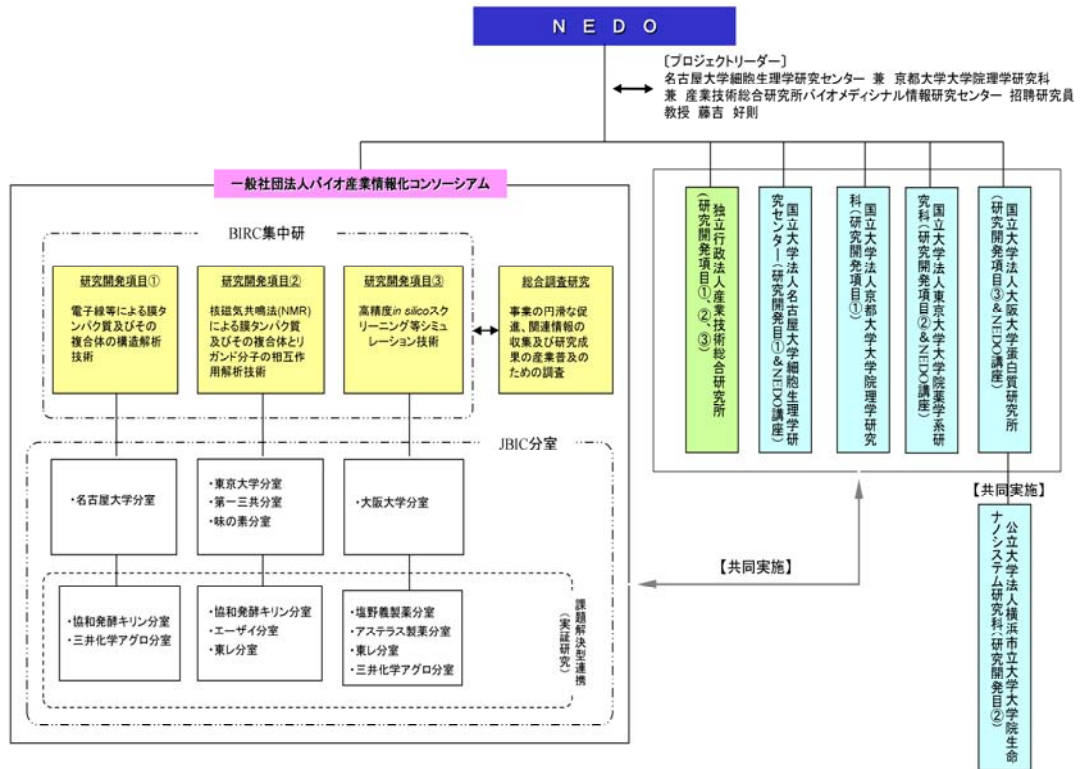 NEDO
〔プロジェクトリーダー〕
名古屋大学細胞生理学研究センター 兼 京都大学大学院理学研究科
兼 産業技術総合研究所バイオメディシナル情報研究センター 招聘研究員
教授 藤吉 好則
一般社団法人バイオ産業情報化コンソーシアム
BIRC集中研
研究開発項目①
電子線等による膜
タンパク質及びその
複合体の構造解析
技術
研究開発項目②
核磁気共鳴法(NMR)
による膜タンパク質
及びその複合体とリ
ガンド分子の相互作
用解析技術
研究開発項目③
高精度in silicoスク
リーニング等シミュ
レーション技術
総合調査研究
事業の円滑な促
進、関連情報の
収集及び研究成
果の産業普及の
ための調査
JBIC分室
・名古屋大学分室
・東京大学分室
・第一三共分室
・味の素分室
・大阪大学分室
・協和発酵キリン分室
・三井化学アグロ分室
・協和発酵キリン分室
・エーザイ分室
・東レ分室
・塩野義製薬分室
・アステラス製薬分室
・東レ分室
・三井化学アグロ分室
課題解決型連携
(実証研究)
独立行政法人産業技術総合研究所
(研究開発項目①、②、③)
国立大学法人名古屋大学細胞生理学研
究センター(研究開発項目①&NEDO講座)
国立大学法人京都大学大学院理学研究
科(研究開発項目①)
国立大学法人東京大学大学院薬学系研
究科(研究開発項目②&NEDO講座)
国立大学法人大阪大学蛋白質研究所
(研究開発項目③&NEDO講座)
【共同実施】
【共同実施】
公立大学法人横浜市立大学大学院生命
ナノシステム研究科(研究開発目②)